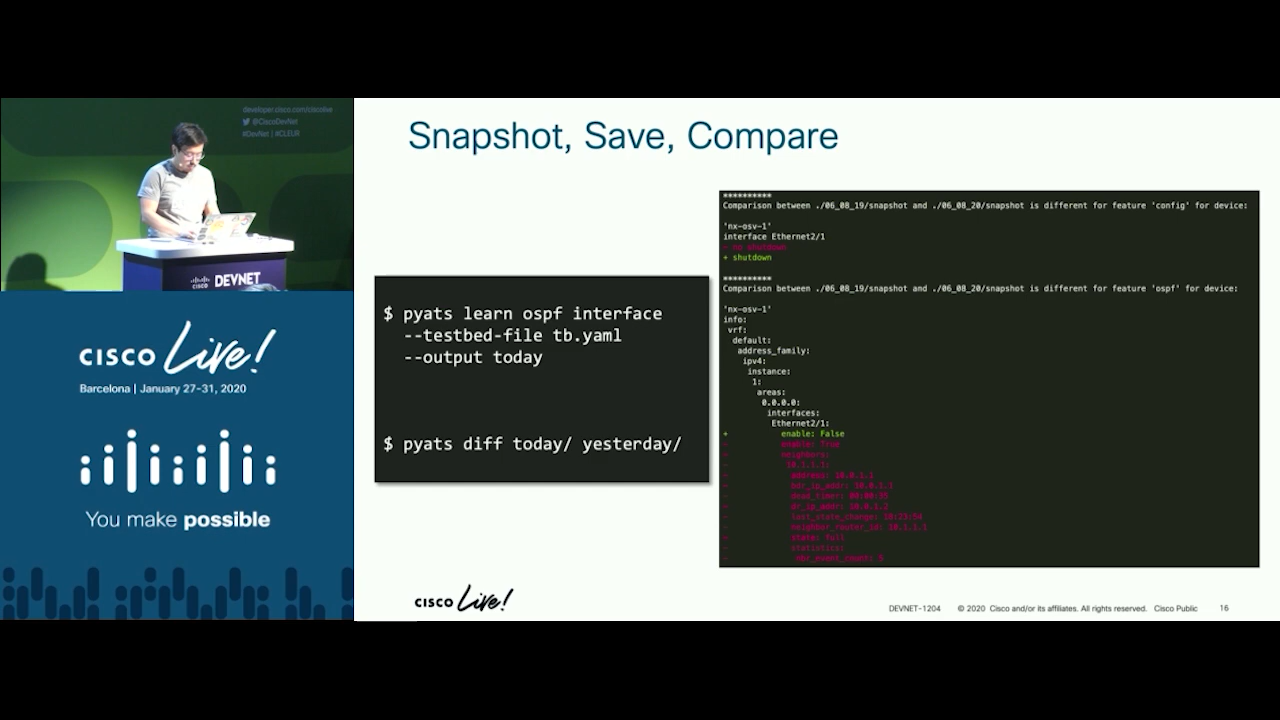 developer.cisco.com/ciscolive
@CiscoDevNet
#DevNet | #CLEUR
CISCO
DEVNET
CISCO Live!
Barcelona | January 27-31, 2020
You make possible
Snapshot, Save, Compare
$ pyats learn ospf interface
--testbed-file tb.yaml
--output today
$ pyats diff today/ yesterday/
**********
Comparison between ./06_08_19/snapshot and ./06_08_20/snapshot is different for feature 'config' for device:
'nx-osv-1'
interface Ethernet2/1
- no shutdown
+ shutdown
**********
Comparison between ./06_08_19/snapshot and ./06_08_20/snapshot is different for feature 'ospf' for device:
'nx-osv-1'
info:
vrf:
default:
address_family:
ipv4:
instance:
1:
areas:
0.0.0.0:
interfaces:
Ethernet2/1:
+ enable: False
- enable: True
- neighbors:
- 10.1.1.1:
- address: 10.0.1.1
- bdr_ip_addr: 10.0.1.1
- dead_timer: 00:00:35
- dr_ip_addr: 10.0.1.2
- last_state_change: 10:23:54
- neighbor_router_id: 10.1.1.1
- state: full
- statistics:
- nbr_event_count: 5
CISCO Live!
DEVNET-1204 © 2020 Cisco and/or its affiliates. All rights reserved. Cisco Public 16